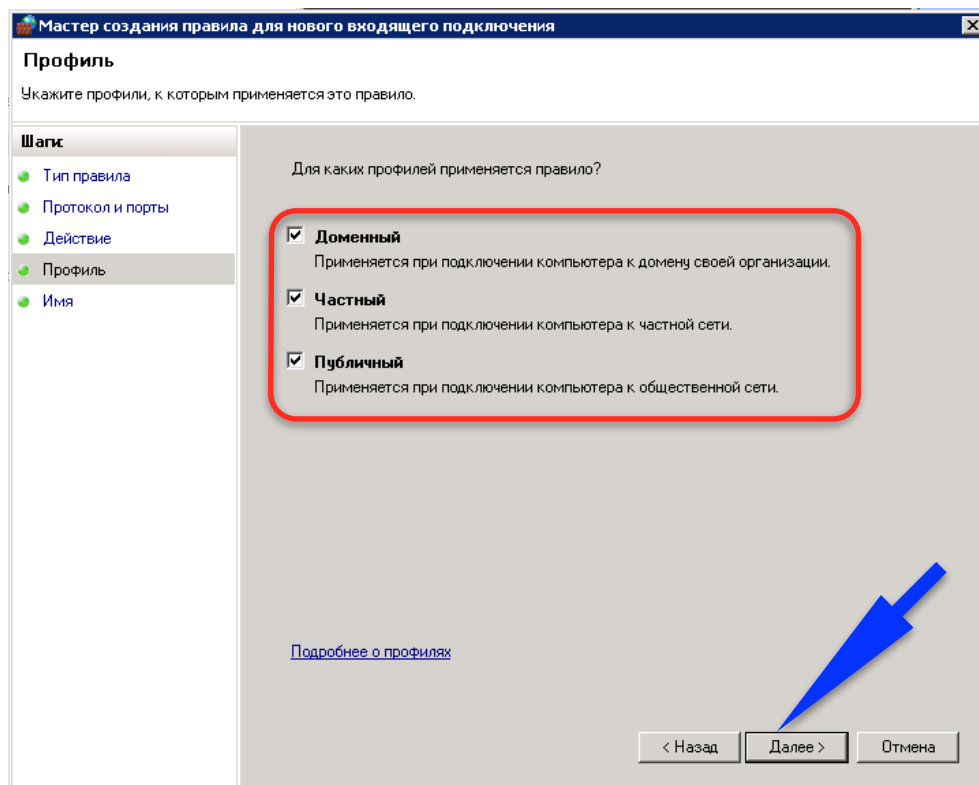 Мастер создания правила для нового входящего подключения
Профиль
Укажите профили, к которым применяется это правило.
Шаги:
Тип правила
Протокол и порты
Действие
Профиль
Имя
Для каких профилей применяется правило?
Доменный
Применяется при подключении компьютера к домену своей организации.
Частный
Применяется при подключении компьютера к частной сети.
Публичный
Применяется при подключении компьютера к общественной сети.
Подробнее о профилях
< Назад
Далее >
Отмена